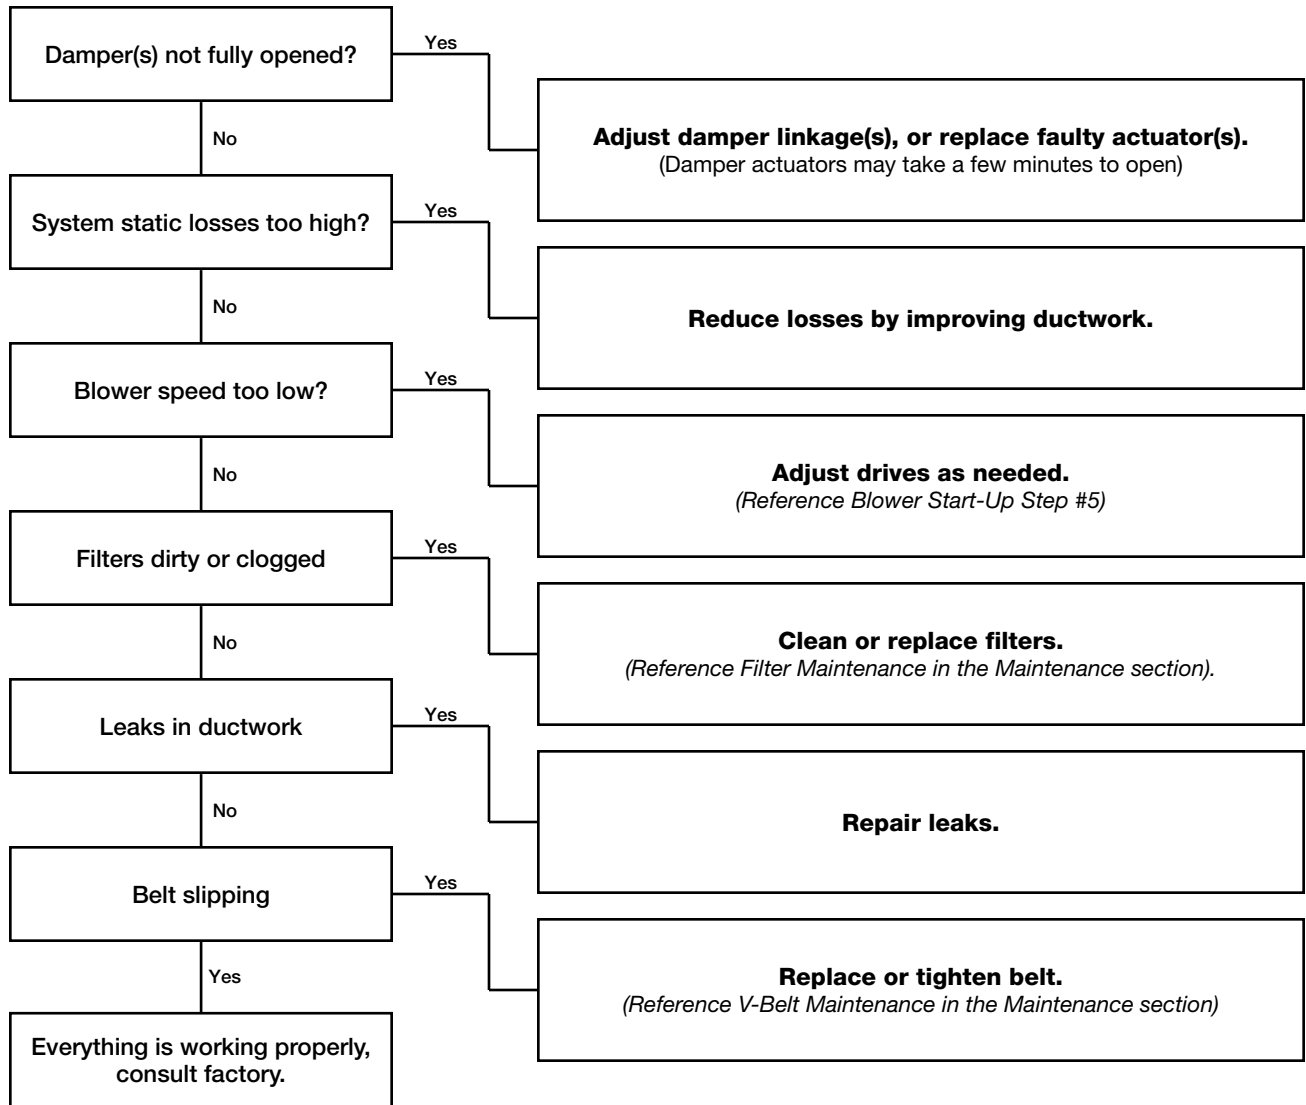 Damper(s) not fully opened?
Yes
Adjust damper linkage(s), or replace faulty actuator(s).
(Damper actuators may take a few minutes to open)
No
System static losses too high?
Yes
Reduce losses by improving ductwork.
No
Blower speed too low?
Yes
Adjust drives as needed.
(Reference Blower Start-Up Step #5)
No
Filters dirty or clogged
Yes
Clean or replace filters.
(Reference Filter Maintenance in the Maintenance section).
No
Leaks in ductwork
Yes
Repair leaks.
No
Belt slipping
Yes
Replace or tighten belt.
(Reference V-Belt Maintenance in the Maintenance section)
Yes
Everything is working properly,
consult factory.